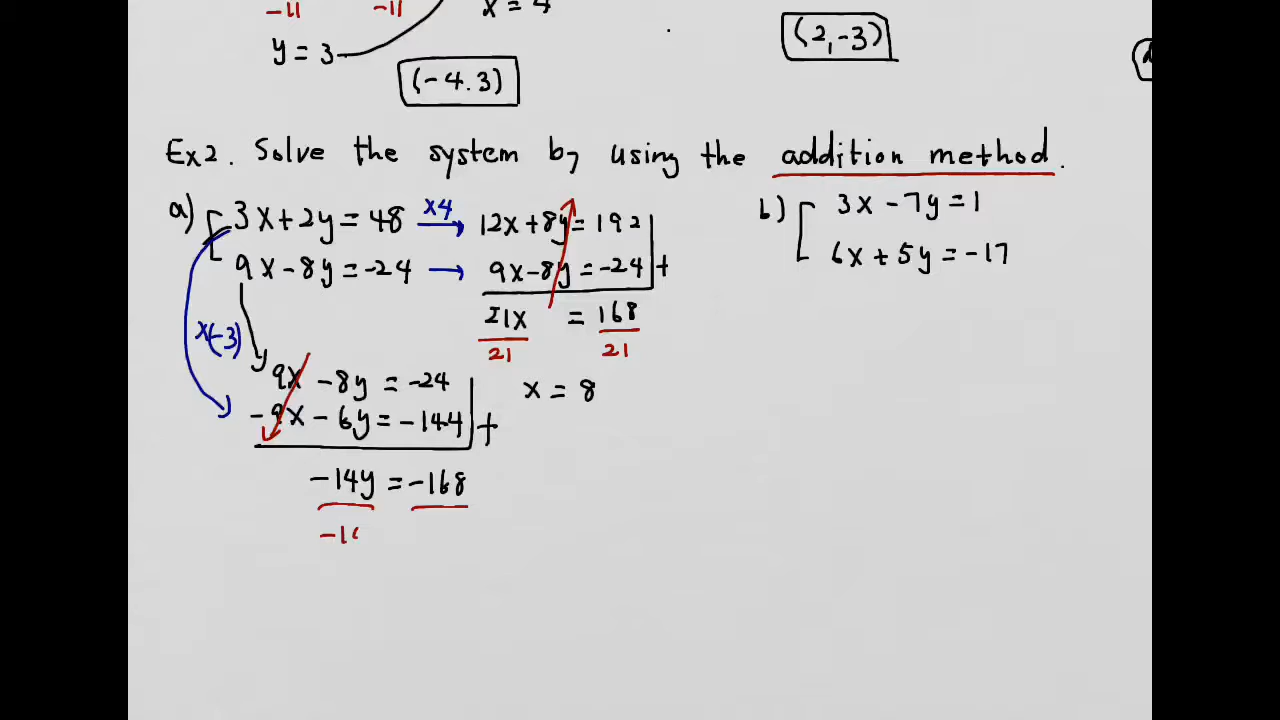 -11 -11
x = 4
y = 3
(-4.3)
(2,-3)
Ex2. Solve the system by using the addition method.
a) 3x+2y=48 x4 12x+8y=192
9x-8y=-24 9x-8y=-24 +
21x = 168
21 21
x = 8
x(-3)
9x -8y = -24
-9x - 6y = -144 +
-14y = -168
b) 3x - 7y = 1
6x + 5y = -17